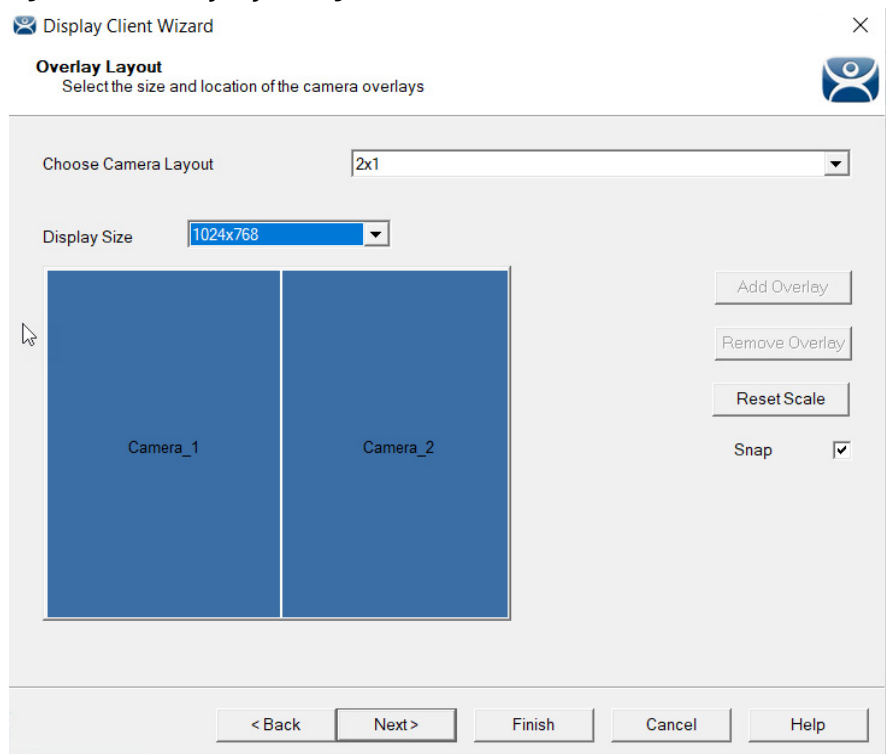 Display Client Wizard
Overlay Layout
Select the size and location of the camera overlays
Choose Camera Layout 2x1
Display Size 1024x768
Add Overlay
Remove Overlay
Reset Scale
Camera_1 Camera_2 Snap
< Back Next > Finish Cancel Help